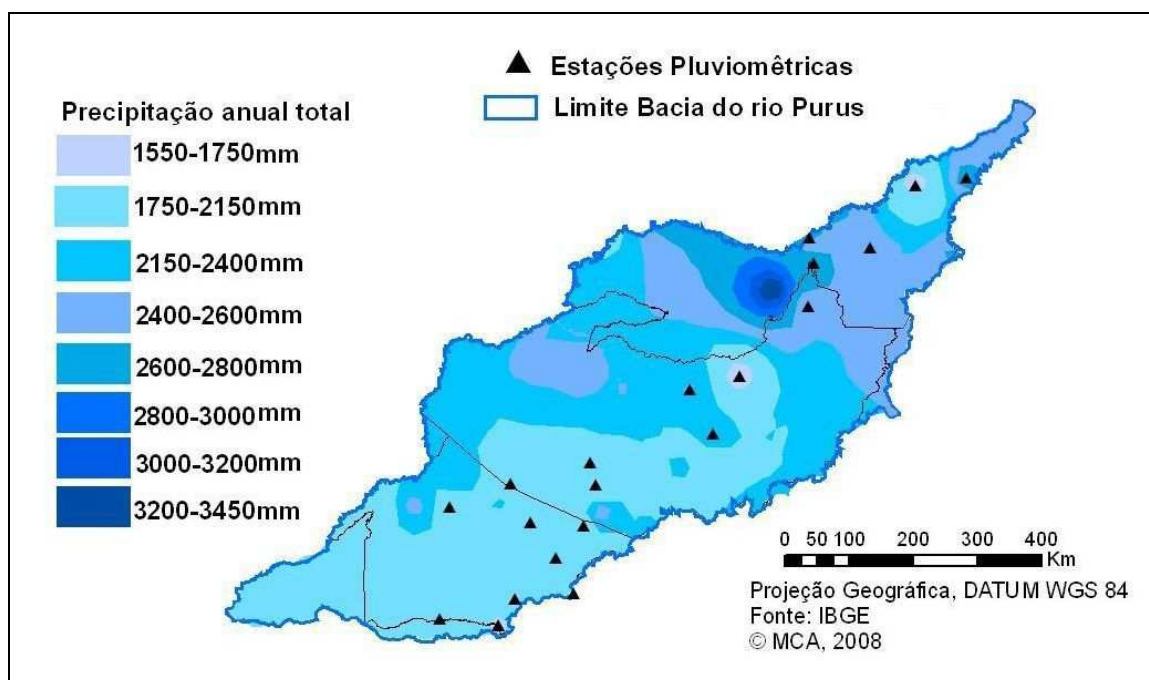 Estações Pluviomêtricas
Limite Bacia do rio Purus
Precipitação anual total
1550-1750mm
1750-2150mm
2150-2400mm
2400-2600mm
2600-2800mm
2800-3000mm
3000-3200mm
3200-3450mm
0 50 100 200 300 400
Km
Projeção Geográfica, DATUM WGS 84
Fonte: IBGE
© MCA, 2008